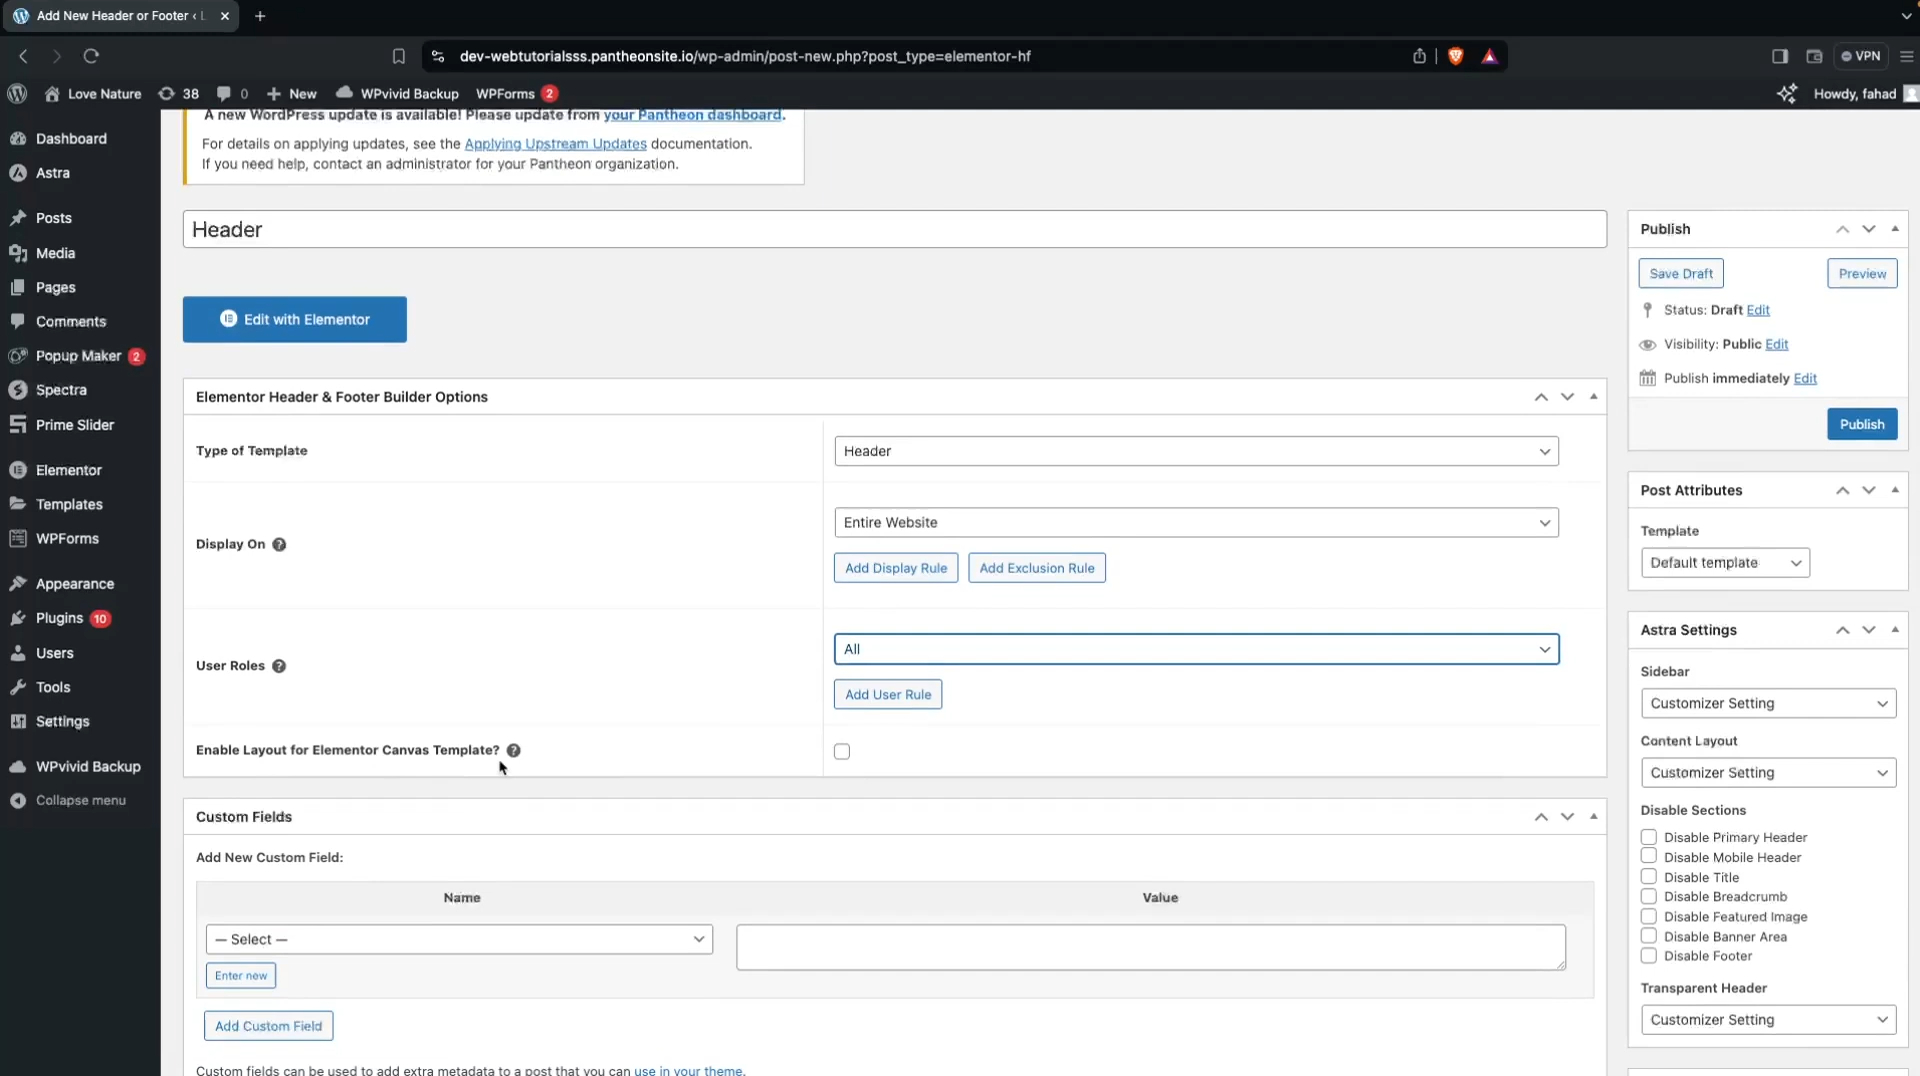 Add New Header or Footer ‹ L
dev-webtutorialsss.pantheonsite.io/wp-admin/post-new.php?post_type=elementor-hf
VPN
Love Nature
38
0
New
WPvivid Backup
WPForms 2
Howdy, fahad
Dashboard
Astra
Posts
Media
Pages
Comments
Popup Maker 2
Spectra
Prime Slider
Elementor
Templates
WPForms
Appearance
Plugins 10
Users
Tools
Settings
WPvivid Backup
Collapse menu
A new WordPress update is available! Please update from your Pantheon dashboard.
For details on applying updates, see the Applying Upstream Updates documentation.
If you need help, contact an administrator for your Pantheon organization.
Header
Edit with Elementor
Elementor Header & Footer Builder Options
Type of Template
Header
Display On
Entire Website
Add Display Rule
Add Exclusion Rule
User Roles
All
Add User Rule
Enable Layout for Elementor Canvas Template?
Custom Fields
Add New Custom Field:
Name
Value
— Select —
Enter new
Add Custom Field
Custom fields can be used to add extra metadata to a post that you can use in your theme.
Publish
Save Draft
Preview
Status: Draft Edit
Visibility: Public Edit
Publish immediately Edit
Publish
Post Attributes
Template
Default template
Astra Settings
Sidebar
Customizer Setting
Content Layout
Customizer Setting
Disable Sections
Disable Primary Header
Disable Mobile Header
Disable Title
Disable Breadcrumb
Disable Featured Image
Disable Banner Area
Disable Footer
Transparent Header
Customizer Setting